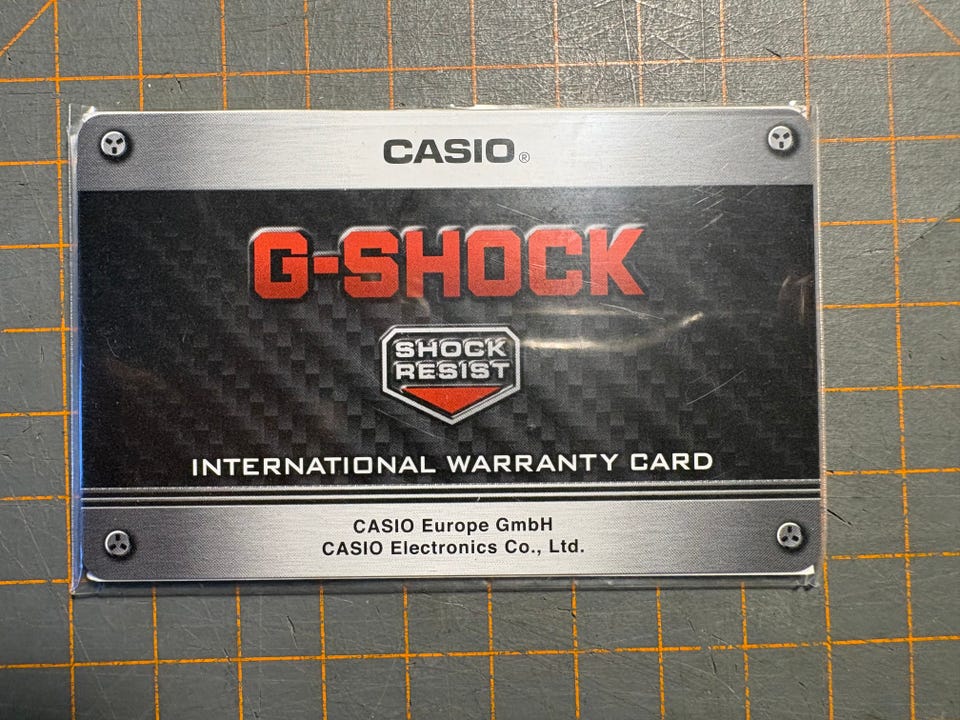 CASIO®
G-SHOCK
SHOCK
RESIST
INTERNATIONAL WARRANTY CARD
CASIO Europe GmbH
CASIO Electronics Co., Ltd.